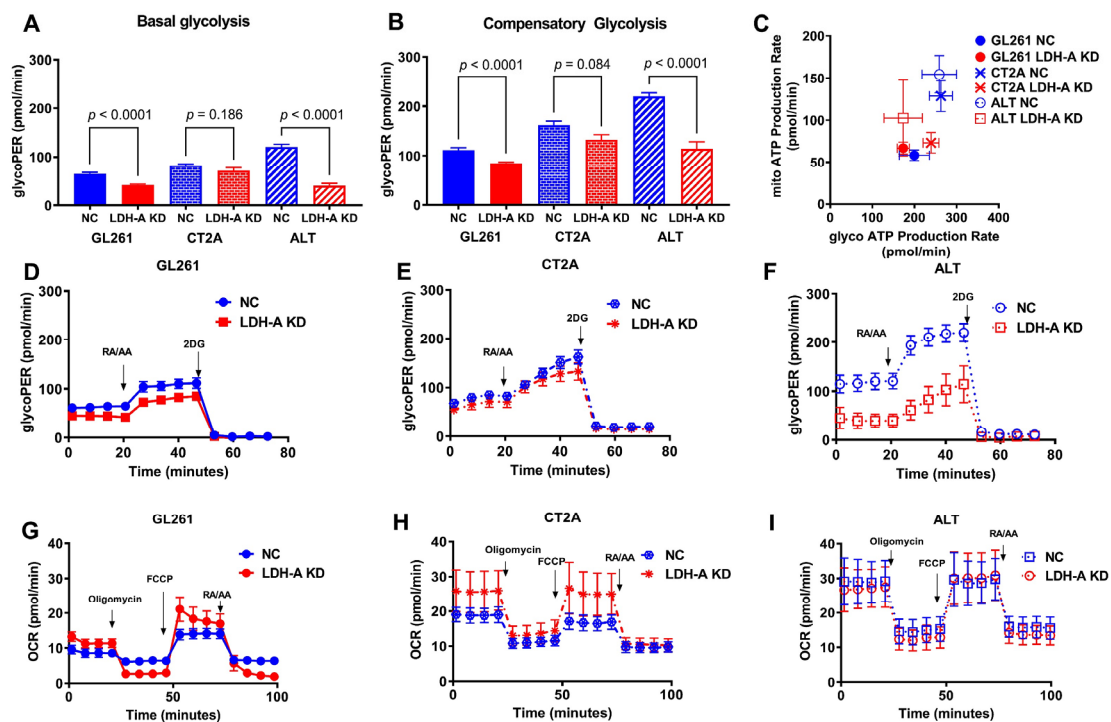 A
Basal glycolysis
glycoPER (pmol/min)
300
200
100
0
p < 0.0001
p = 0.186
p < 0.0001
NC
LDH-A KD
NC
LDH-A KD
NC
LDH-A KD
GL261
CT2A
ALT
B
Compensatory Glycolysis
glycoPER (pmol/min)
300
200
100
0
p < 0.0001
p = 0.084
p < 0.0001
NC
LDH-A KD
NC
LDH-A KD
NC
LDH-A KD
GL261
CT2A
ALT
C
mito ATP Production Rate
(pmol/min)
200
150
100
50
0
0
100
200
300
400
glyco ATP Production Rate
(pmol/min)
GL261 NC
GL261 LDH-A KD
CT2A NC
CT2A LDH-A KD
ALT NC
ALT LDH-A KD
D
GL261
glycoPER (pmol/min)
300
200
100
0
NC
LDH-A KD
RA/AA
2DG
0
20
40
60
80
Time (minutes)
E
CT2A
glycoPER (pmol/min)
300
200
100
0
NC
LDH-A KD
RA/AA
2DG
0
20
40
60
80
Time (minutes)
F
ALT
glycoPER (pmol/min)
300
200
100
0
2DG
NC
LDH-A KD
RA/AA
0
20
40
60
80
Time (minutes)
G
GL261
OCR (pmol/min)
40
30
20
10
0
NC
LDH-A KD
Oligomycin
FCCP
RA/AA
0
50
100
Time (minutes)
H
CT2A
OCR (pmol/min)
40
30
20
10
0
Oligomycin
FCCP
RA/AA
NC
LDH-A KD
0
50
100
Time (minutes)
I
ALT
OCR (pmol/min)
40
30
20
10
0
Oligomycin
FCCP
RA/AA
NC
LDH-A KD
0
50
100
Time (minutes)